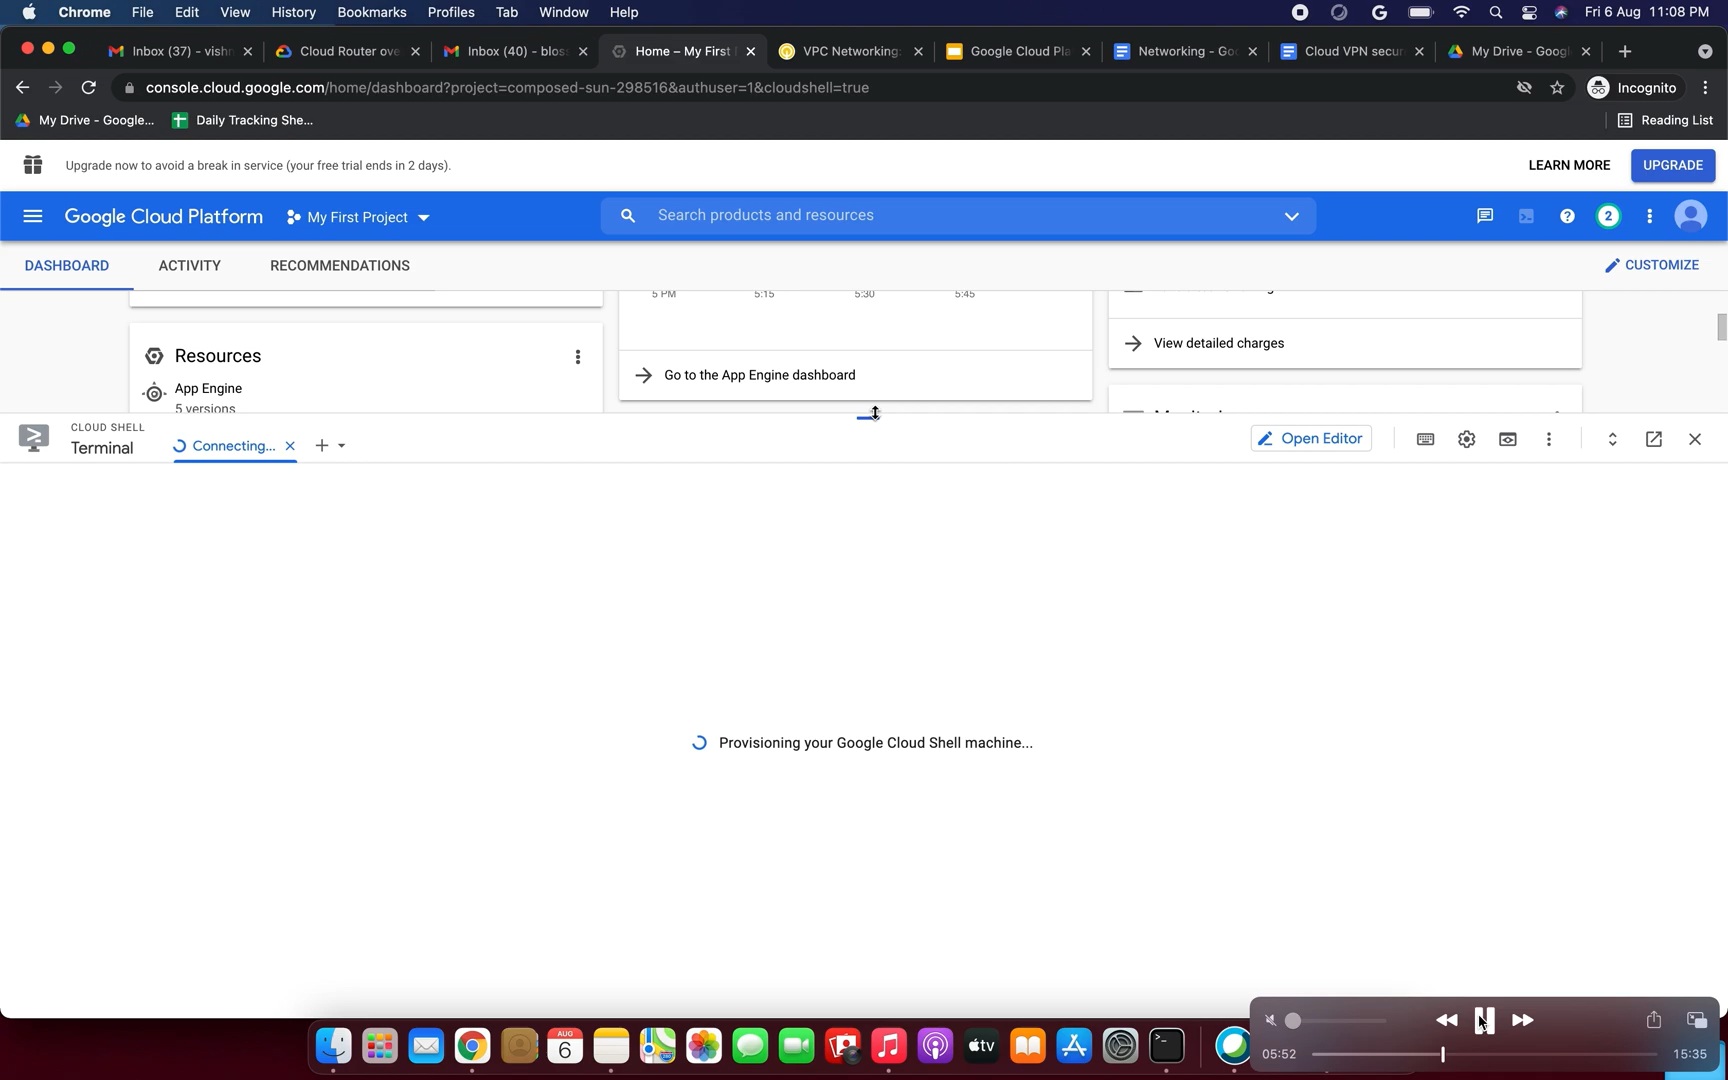 Chrome File Edit View History Bookmarks Profiles Tab Window Help Fri 6 Aug 11:08 PM
Inbox (37) - vishr Cloud Router ove Inbox (40) - blos Home – My First VPC Networking: Google Cloud Pla Networking - Go Cloud VPN secur My Drive - Googl
console.cloud.google.com/home/dashboard?project=composed-sun-298516&authuser=1&cloudshell=true Incognito
My Drive - Google... Daily Tracking She... Reading List
Upgrade now to avoid a break in service (your free trial ends in 2 days). LEARN MORE UPGRADE
Google Cloud Platform My First Project Search products and resources 2
DASHBOARD ACTIVITY RECOMMENDATIONS CUSTOMIZE
5 PM 5:15 5:30 5:45
View detailed charges
Resources
Go to the App Engine dashboard
App Engine
5 versions
CLOUD SHELL
Terminal Connecting... Open Editor
Provisioning your Google Cloud Shell machine...
AUG
6
tv
05:52 15:35